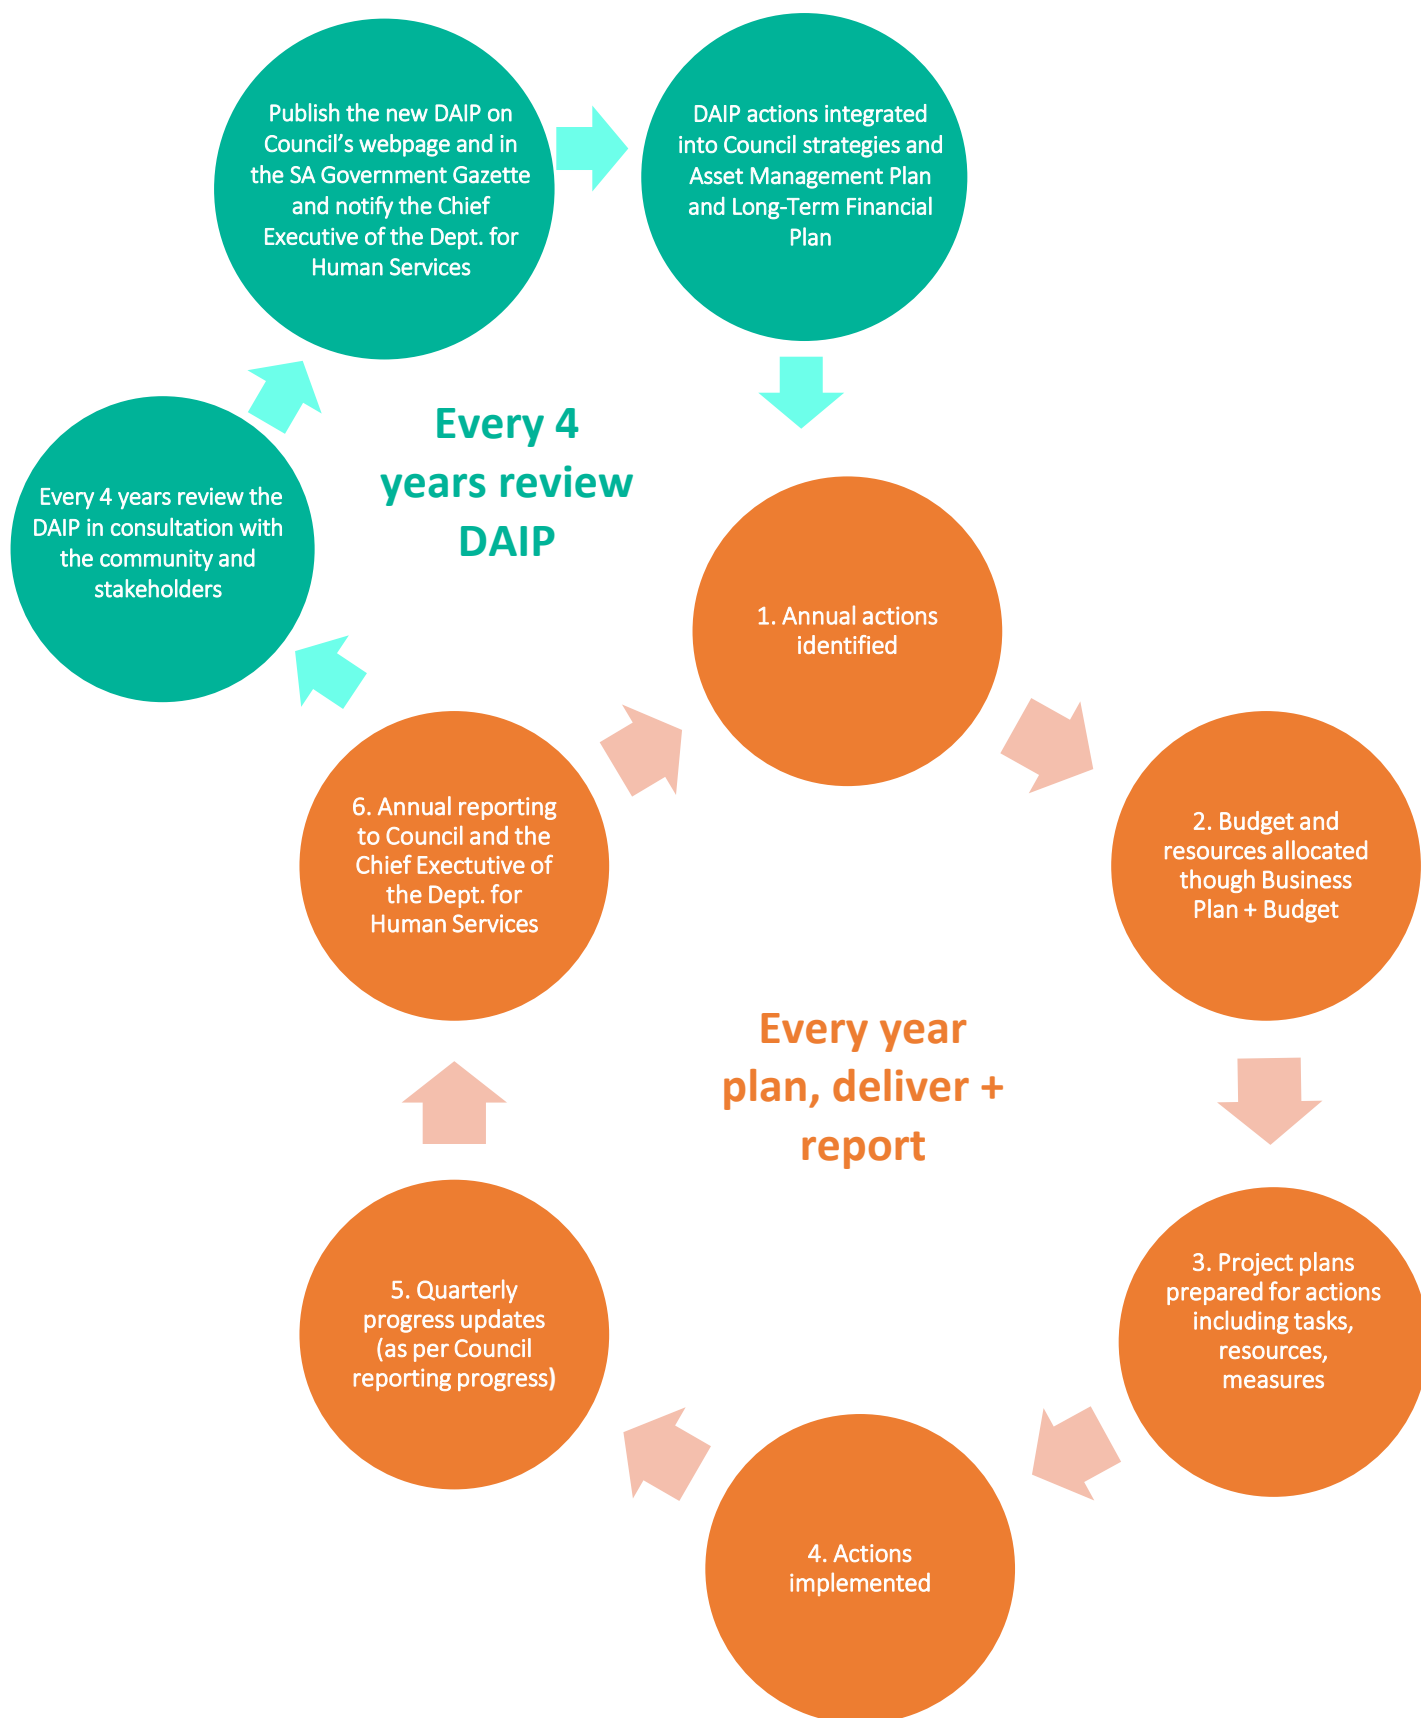 Publish the new DAIP on
Council’s webpage and in
the SA Government Gazette
and notify the Chief
Executive of the Dept. for
Human Services
DAIP actions integrated
into Council strategies and
Asset Management Plan
and Long-Term Financial
Plan
Every 4
years review
DAIP
Every 4 years review the
DAIP in consultation with
the community and
stakeholders
1. Annual actions
identified
2. Budget and
resources allocated
though Business
Plan + Budget
3. Project plans
prepared for actions
including tasks,
resources,
measures
4. Actions
implemented
5. Quarterly
progress updates
(as per Council
reporting progress)
6. Annual reporting
to Council and the
Chief Exectutive of
the Dept. for
Human Services
Every year
plan, deliver +
report